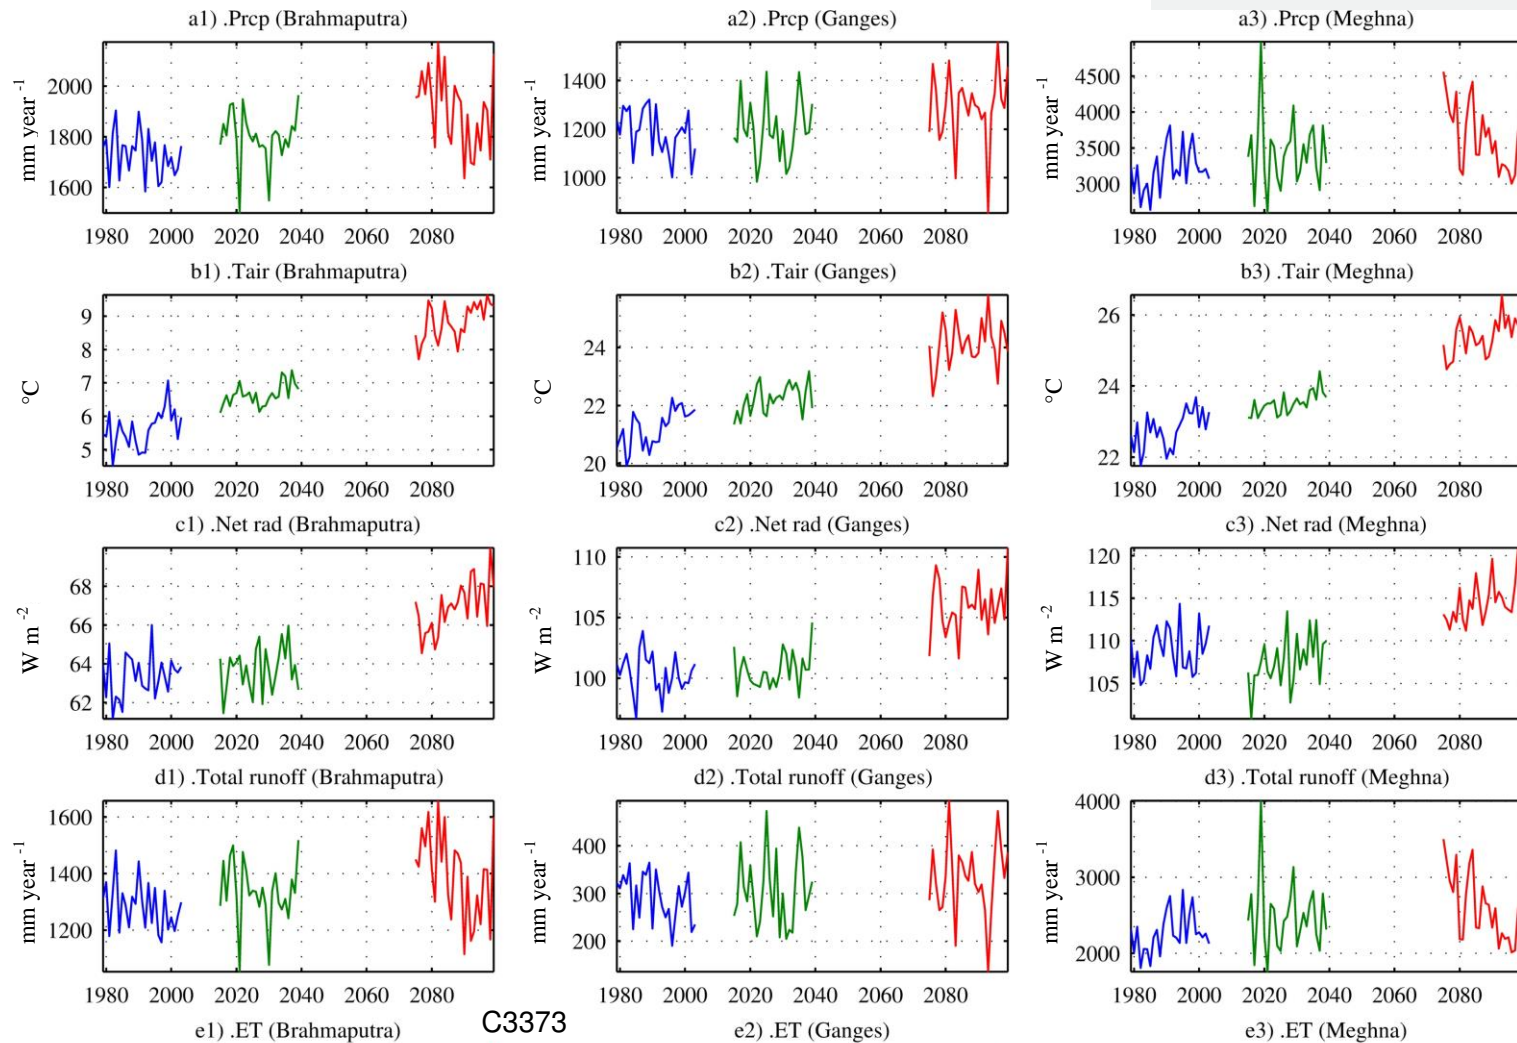 a1) .Prcp (Brahmaputra) a2) .Prcp (Ganges) a3) .Prcp (Meghna)
mm year -1 mm year -1 mm year -1
2000 1400 4500
1800 1200 4000
1600 1000 3500
3000
1980 2000 2020 2040 2060 2080 1980 2000 2020 2040 2060 2080 1980 2000 2020 2040 2060 2080
b1) .Tair (Brahmaputra) b2) .Tair (Ganges) b3) .Tair (Meghna)
°C °C °C
9 24 26
8 22 24
7 20 22
6
5
1980 2000 2020 2040 2060 2080 1980 2000 2020 2040 2060 2080 1980 2000 2020 2040 2060 2080
c1) .Net rad (Brahmaputra) c2) .Net rad (Ganges) c3) .Net rad (Meghna)
W m -2 W m -2 W m -2
68 110 120
66 105 115
64 100 110
62 105
1980 2000 2020 2040 2060 2080 1980 2000 2020 2040 2060 2080 1980 2000 2020 2040 2060 2080
d1) .Total runoff (Brahmaputra) d2) .Total runoff (Ganges) d3) .Total runoff (Meghna)
mm year -1 mm year -1 mm year -1
1600 400 4000
1400 300 3000
1200 200 2000
1980 2000 2020 2040 2060 2080 1980 2000 2020 2040 2060 2080 1980 2000 2020 2040 2060 2080
e1) .ET (Brahmaputra) C3373 e2) .ET (Ganges) e3) .ET (Meghna)